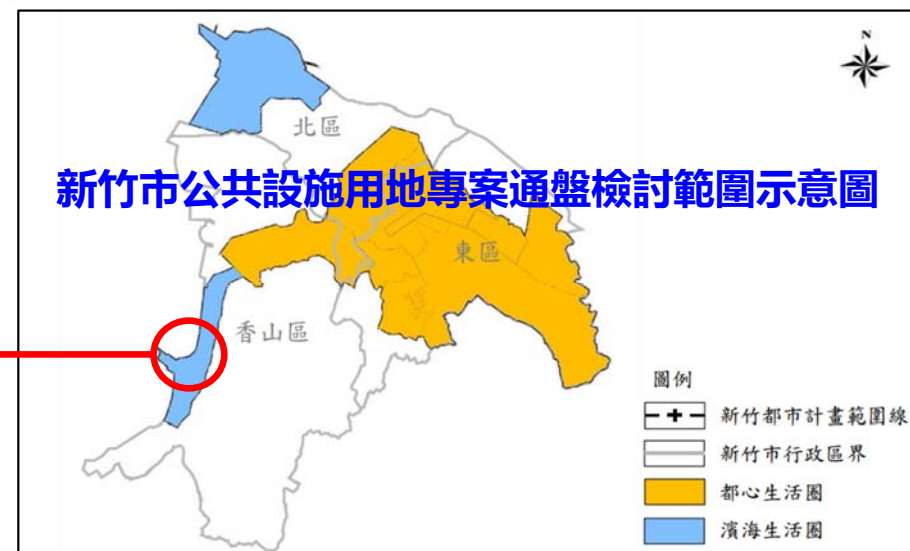 N
北區
新竹市公共設施用地專案通盤檢討範圍示意圖
東區
香山區
圖例
新竹都市計畫範圍線
新竹市行政區界
都心生活圈
濱海生活圈